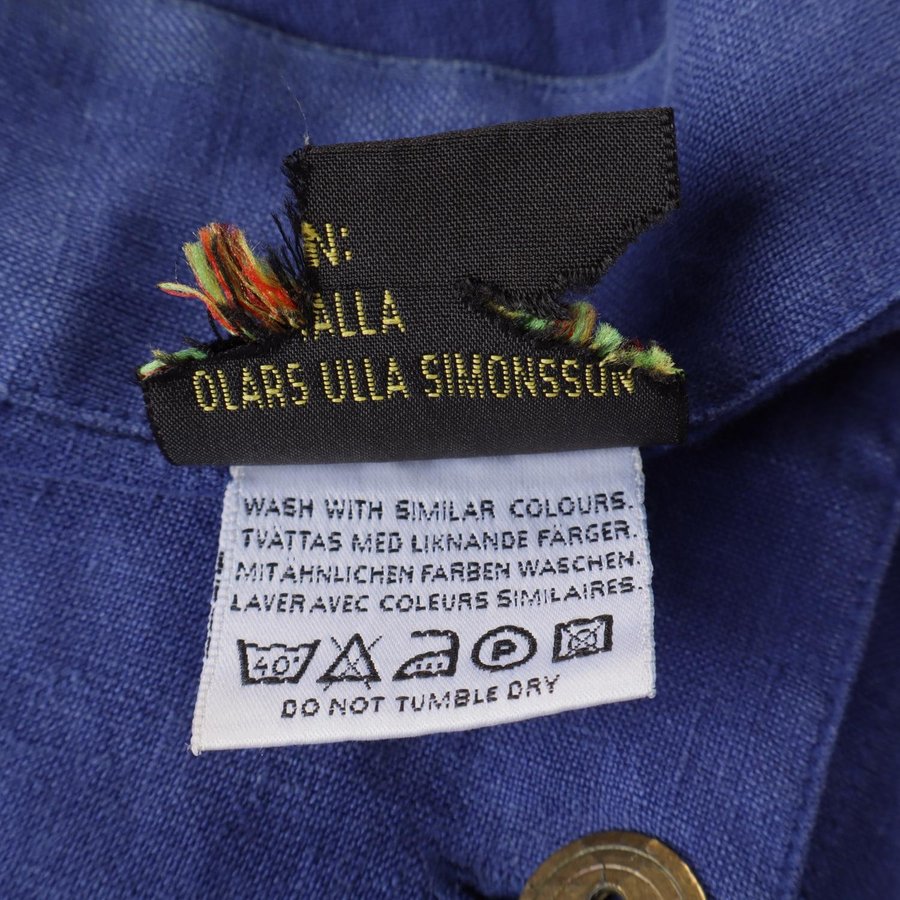 N:
ALLA
OLARS ULLA SIMONSSON
WASH WITH SIMILAR COLOURS.
TVÄTTAS MED LIKNANDE FÄRGER.
MIT ÄHNLICHEN FARBEN WASCHEN.
LAVER AVEC COLEURS SIMILAIRES.
40° P
DO NOT TUMBLE DRY